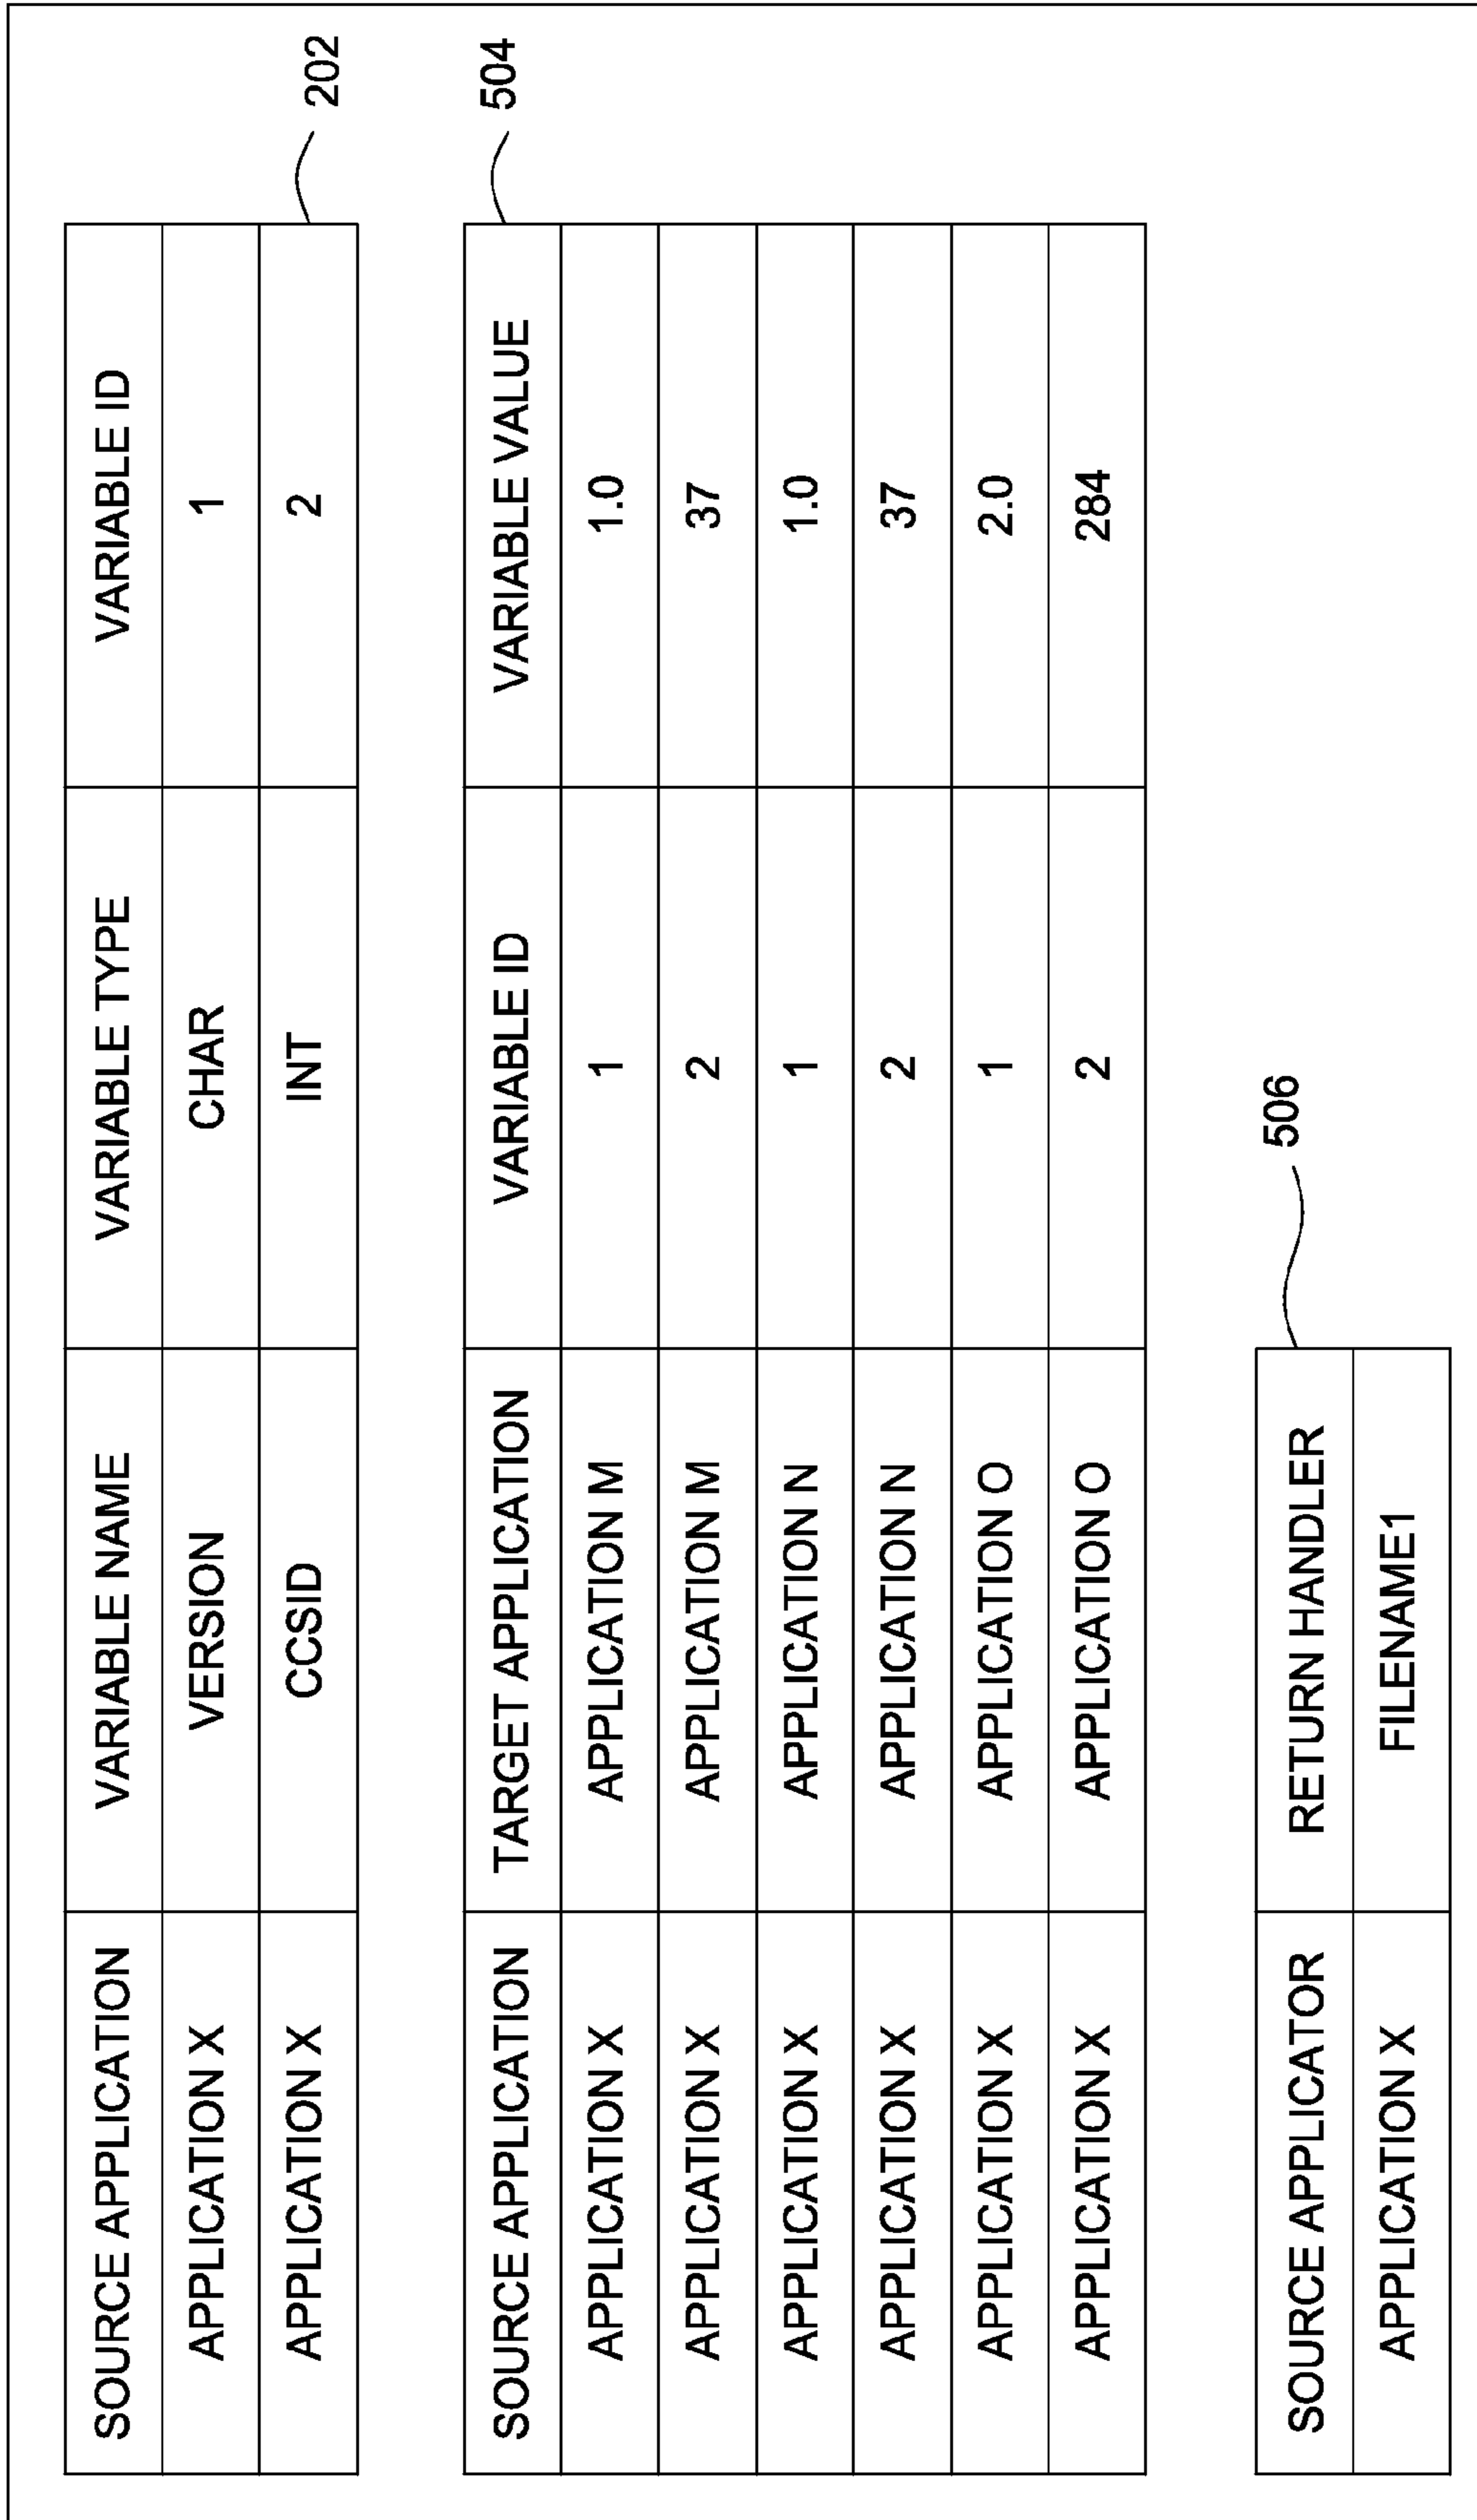 SOURCE APPLICATION VARIABLE NAME VARIABLE TYPE VARIABLE ID
APPLICATION X VERSION CHAR 1
APPLICATION X CCSID INT 2
202
SOURCE APPLICATION TARGET APPLICATION VARIABLE ID VARIABLE VALUE
504
APPLICATION X APPLICATION M 1 1.0
APPLICATION X APPLICATION M 2 37
APPLICATION X APPLICATION N 1 1.0
APPLICATION X APPLICATION N 2 37
APPLICATION X APPLICATION O 1 2.0
APPLICATION X APPLICATION O 2 284
506
SOURCE APPLICATOR RETURN HANDLER
APPLICATION X FILENAME1